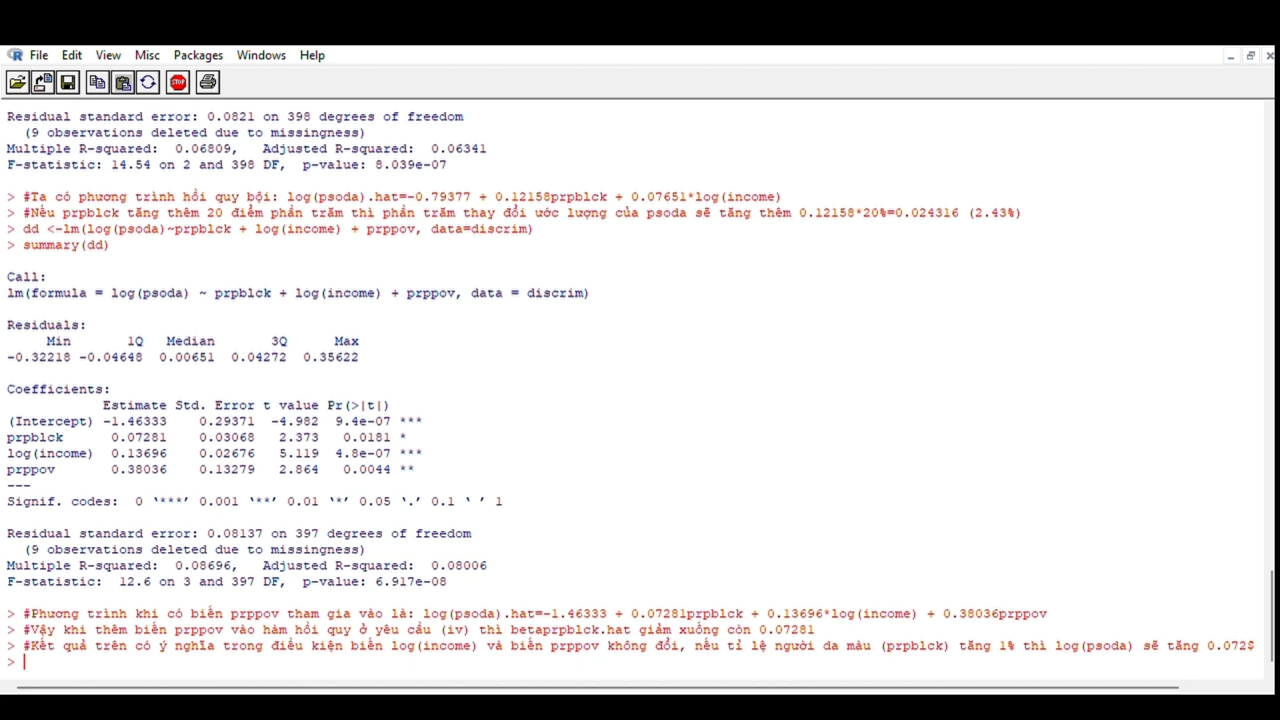 File Edit View Misc Packages Windows Help
STOP
Residual standard error: 0.0821 on 398 degrees of freedom
(9 observations deleted due to missingness)
Multiple R-squared: 0.06809, Adjusted R-squared: 0.06341
F-statistic: 14.54 on 2 and 398 DF, p-value: 8.039e-07
> #Ta có phương trình hồi quy bội: log(psoda).hat=-0.79377 + 0.12158prpblck + 0.07651*log(income)
> #Nếu prpblck tăng thêm 20 điểm phần trăm thì phần trăm thay đổi ước lượng của psoda sẽ tăng thêm 0.12158*20%=0.024316 (2.43%)
> dd <-lm(log(psoda)~prpblck + log(income) + prppov, data=discrim)
> summary(dd)
Call:
lm(formula = log(psoda) ~ prpblck + log(income) + prppov, data = discrim)
Residuals:
Min 1Q Median 3Q Max
-0.32218 -0.04648 0.00651 0.04272 0.35622
Coefficients:
Estimate Std. Error t value Pr(>|t|)
(Intercept) -1.46333 0.29371 -4.982 9.4e-07 ***
prpblck 0.07281 0.03068 2.373 0.0181 *
log(income) 0.13696 0.02676 5.119 4.8e-07 ***
prppov 0.38036 0.13279 2.864 0.0044 **
---
Signif. codes: 0 ‘***’ 0.001 ‘**’ 0.01 ‘*’ 0.05 ‘.’ 0.1 ‘ ’ 1
Residual standard error: 0.08137 on 397 degrees of freedom
(9 observations deleted due to missingness)
Multiple R-squared: 0.08696, Adjusted R-squared: 0.08006
F-statistic: 12.6 on 3 and 397 DF, p-value: 6.917e-08
> #Phương trình khi có biến prppov tham gia vào là: log(psoda).hat=-1.46333 + 0.07281prpblck + 0.13696*log(income) + 0.38036prppov
> #Vậy khi thêm biến prppov vào hàm hồi quy ở yêu cầu (iv) thì betaprpblck.hat giảm xuống còn 0.07281
> #Kết quả trên có ý nghĩa trong điều kiện biến log(income) và biến prppov không đổi, nếu tỉ lệ người da màu (prpblck) tăng 1% thì log(psoda) sẽ tăng 0.072$
>